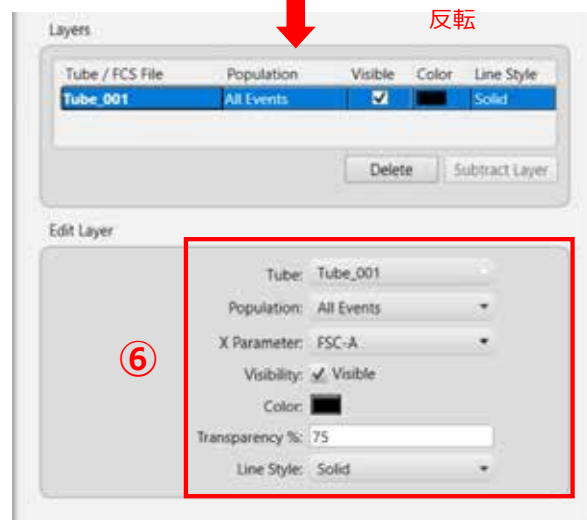 反転
Layers
Tube / FCS File Population Visible Color Line Style
Tube_001 All Events Solid
Delete Subtract Layer
Edit Layer
⑥
Tube: Tube_001
Population: All Events
X Parameter: FSC-A
Visibility: Visible
Color:
Transparency %: 75
Line Style: Solid